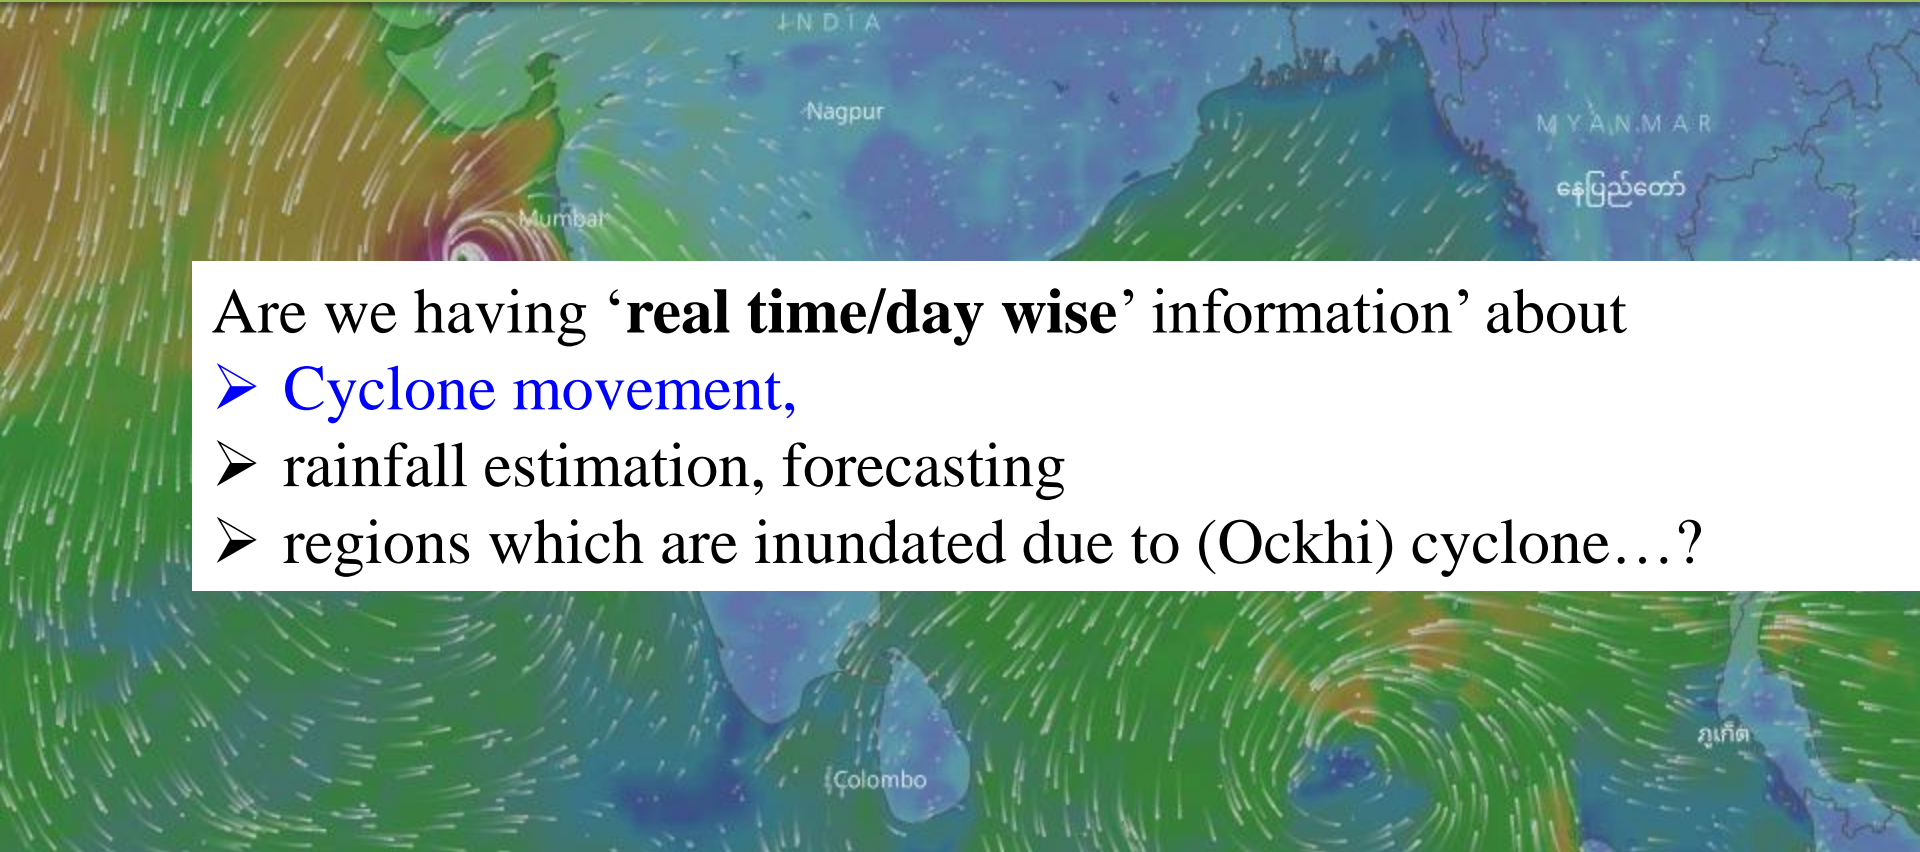 INDIA
Nagpur
MYANMAR
နေပြည်တော်
Mumbai
Are we having ‘real time/day wise’ information’ about
➢ Cyclone movement,
➢ rainfall estimation, forecasting
➢ regions which are inundated due to (Ockhi) cyclone…?
ภูเก็ต
Colombo